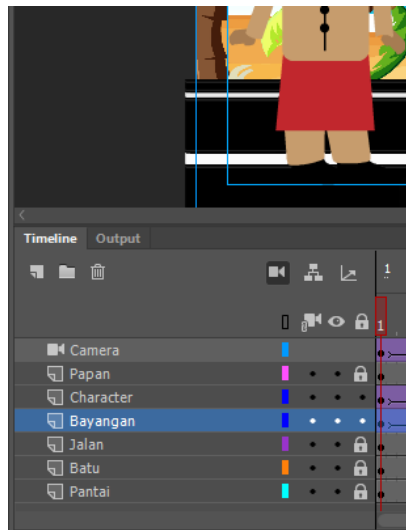 Timeline Output
1
1
Camera
Papan
Character
Bayangan
Jalan
Batu
Pantai